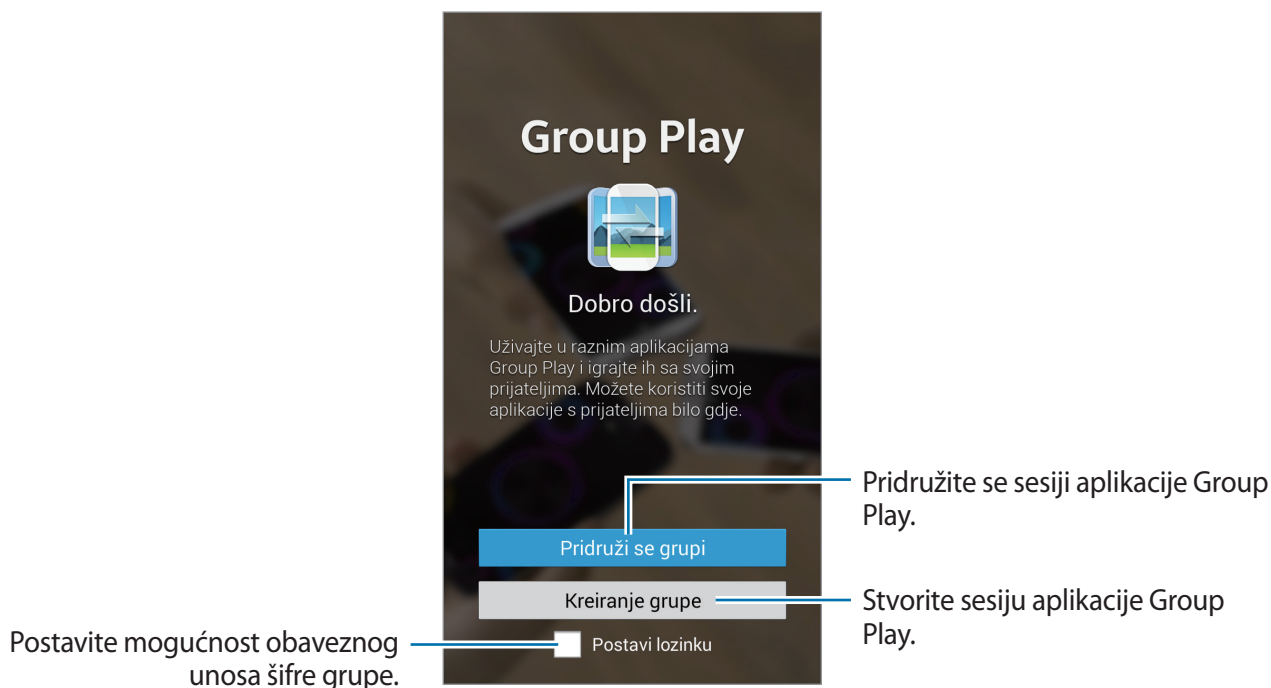 Group Play
Dobro došli.
Uživajte u raznim aplikacijama
Group Play i igrajte ih sa svojim
prijateljima. Možete koristiti svoje
aplikacije s prijateljima bilo gdje.
Pridružite se sesiji aplikacije Group
Play.
Pridruži se grupi
Kreiranje grupe
Stvorite sesiju aplikacije Group
Play.
Postavite mogućnost obaveznog
unosa šifre grupe.
Postavi lozinku